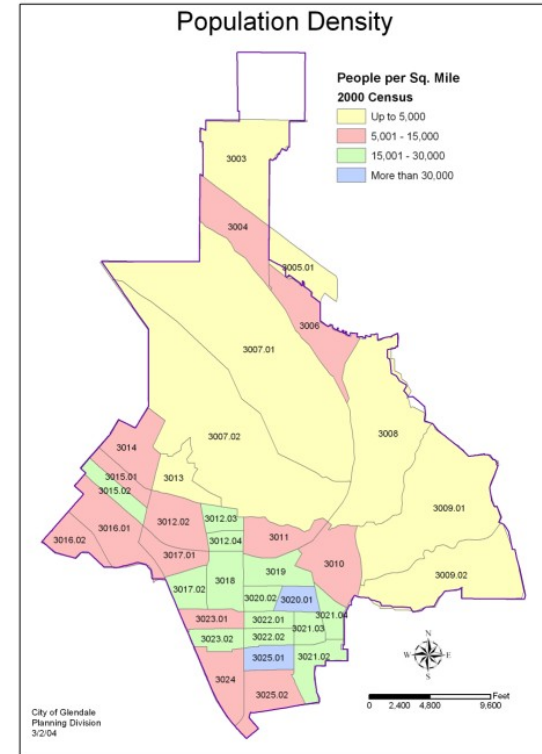 Population Density
People per Sq. Mile
2000 Census
Up to 5,000
5,001 - 15,000
15,001 - 30,000
More than 30,000
3003
3004
3005.01
3006
3007.01
3007.02
3008
3014
3013
3015.01
3015.02
3009.01
3012.03
3012.02
3016.01
3011
3016.02
3012.04
3017.01
3010
3019
3009.02
3018
3017.02
3020.02
3020.01
3021.04
3023.01
3022.01
3021.03
3023.02
3022.02
3025.01
3021.02
3024
3025.02
N
W
E
S
Feet
0 2,400 4,800 9,600
City of Glendale
Planning Division
3/2/04